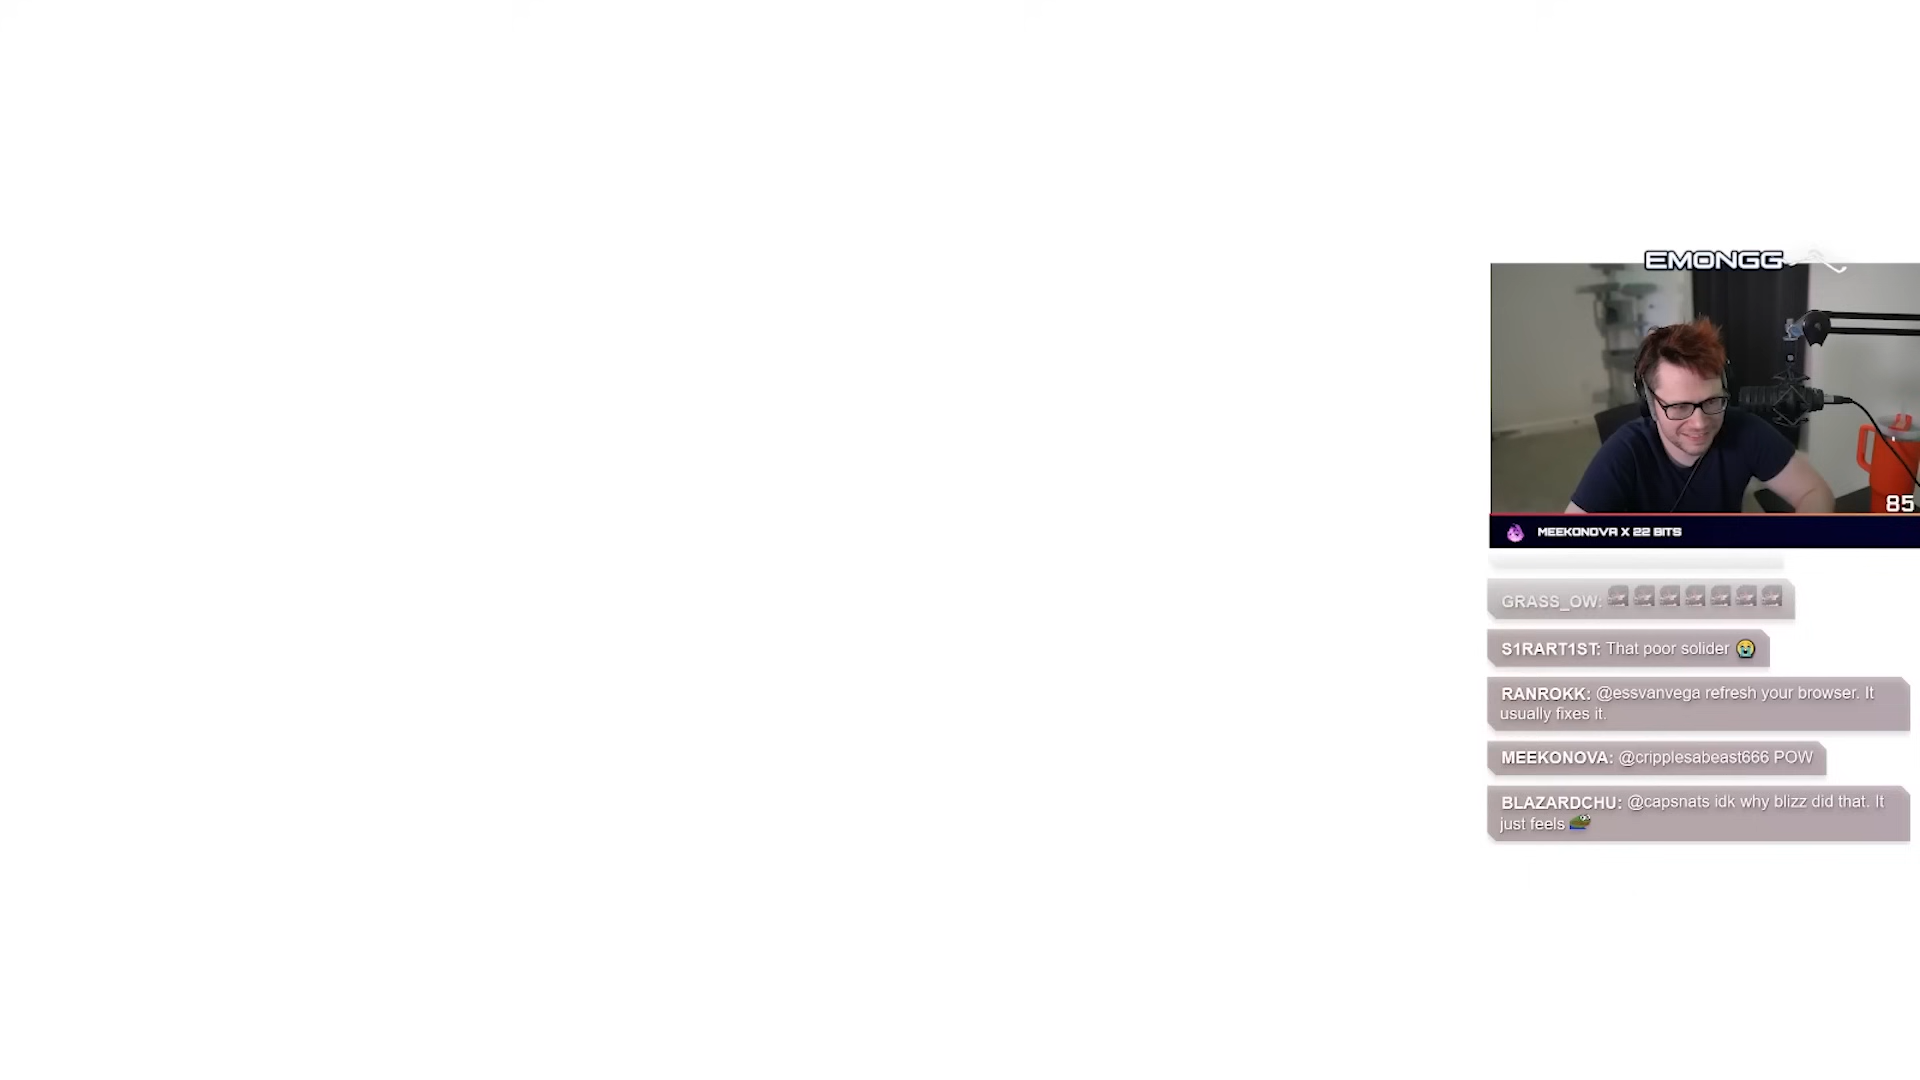 EMONGG
85
MEEKONOVA X 22 BITS
GRASS_OW:
S1RART1ST: That poor solider
RANROKK: @essvanvega refresh your browser. It
usually fixes it.
MEEKONOVA: @cripplesabeast666 POW
BLAZARDCHU: @capsnats idk why blizz did that. It
just feels